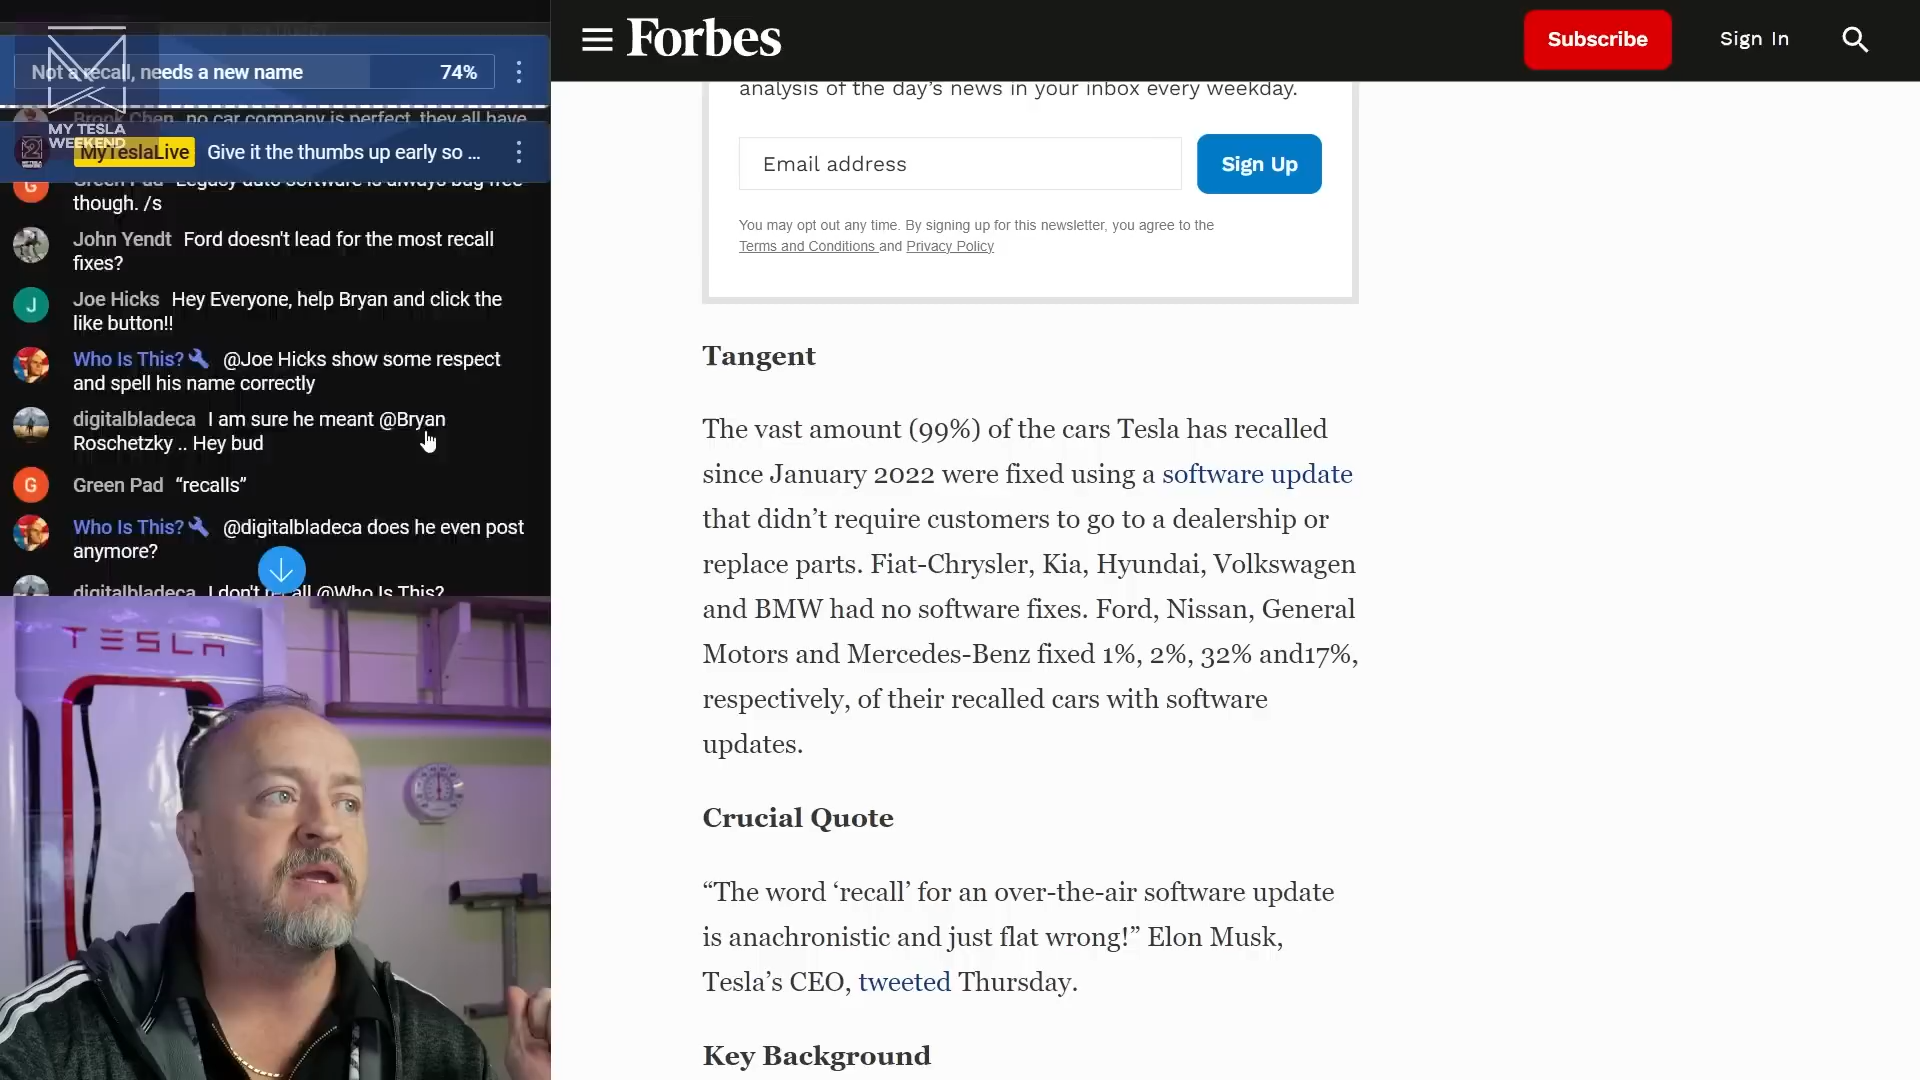 Not a recall, needs a new name 74%
MY TESLA
WEEKEND
Brook Chen no car company is perfect, they all have
MyTeslaLive Give it the thumbs up early so ...
Green Pad Legacy auto software is always bug free
though. /s
John Yendt Ford doesn't lead for the most recall
fixes?
Joe Hicks Hey Everyone, help Bryan and click the
like button!!
Who Is This? @Joe Hicks show some respect
and spell his name correctly
digitalbladeca I am sure he meant @Bryan
Roschetzky .. Hey bud
Green Pad “recalls”
Who Is This? @digitalbladeca does he even post
anymore?
digitalbladeca I don't recall @Who Is This?
TESLA
Forbes
Subscribe
Sign In
analysis of the day’s news in your inbox every weekday.
Email address
Sign Up
You may opt out any time. By signing up for this newsletter, you agree to the
Terms and Conditions and Privacy Policy
Tangent
The vast amount (99%) of the cars Tesla has recalled
since January 2022 were fixed using a software update
that didn’t require customers to go to a dealership or
replace parts. Fiat-Chrysler, Kia, Hyundai, Volkswagen
and BMW had no software fixes. Ford, Nissan, General
Motors and Mercedes-Benz fixed 1%, 2%, 32% and17%,
respectively, of their recalled cars with software
updates.
Crucial Quote
“The word ‘recall’ for an over-the-air software update
is anachronistic and just flat wrong!” Elon Musk,
Tesla’s CEO, tweeted Thursday.
Key Background